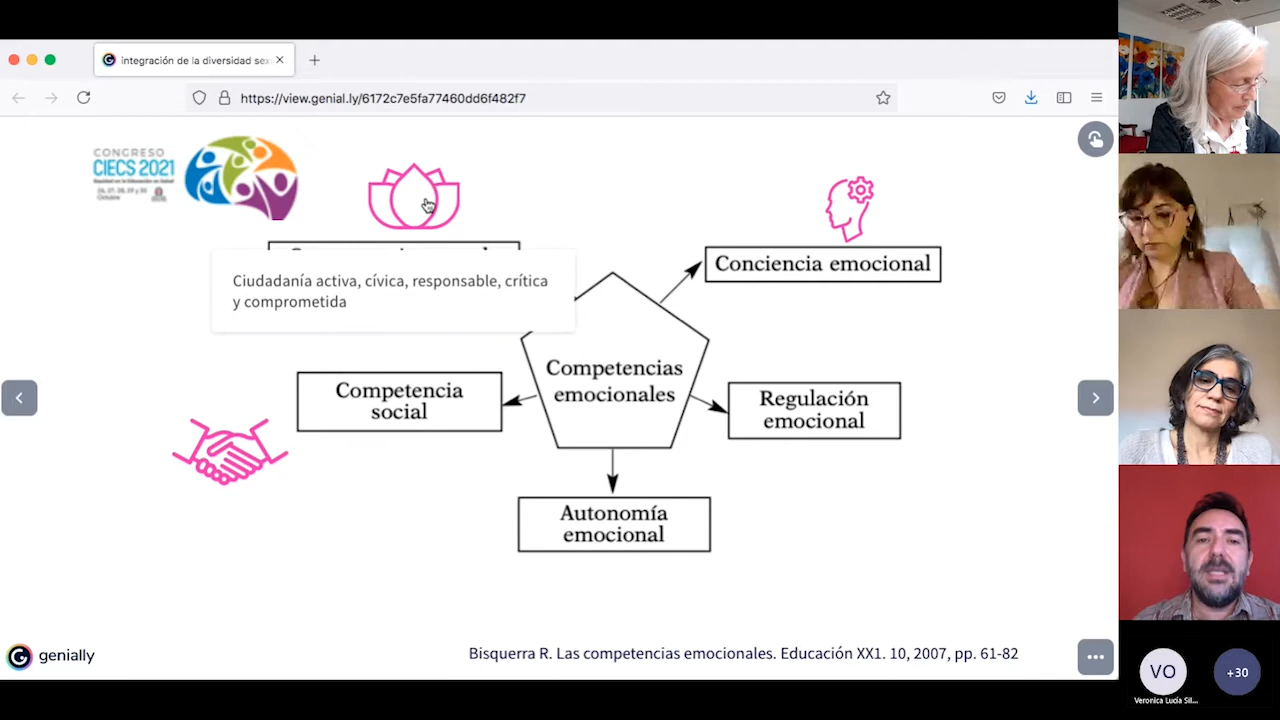 integración de la diversidad sex
https://view.genial.ly/6172c7e5fa77460dd6f482f7
CONGRESO
CIECS 2021
Octubre
Ciudadanía activa, cívica, responsable, crítica
y comprometida
Conciencia emocional
Competencias
emocionales
Competencia
social
Regulación
emocional
Autonomía
emocional
genially
Bisquerra R. Las competencias emocionales. Educación XX1. 10, 2007, pp. 61-82
VO
+30
Veronica Lucía Sil...